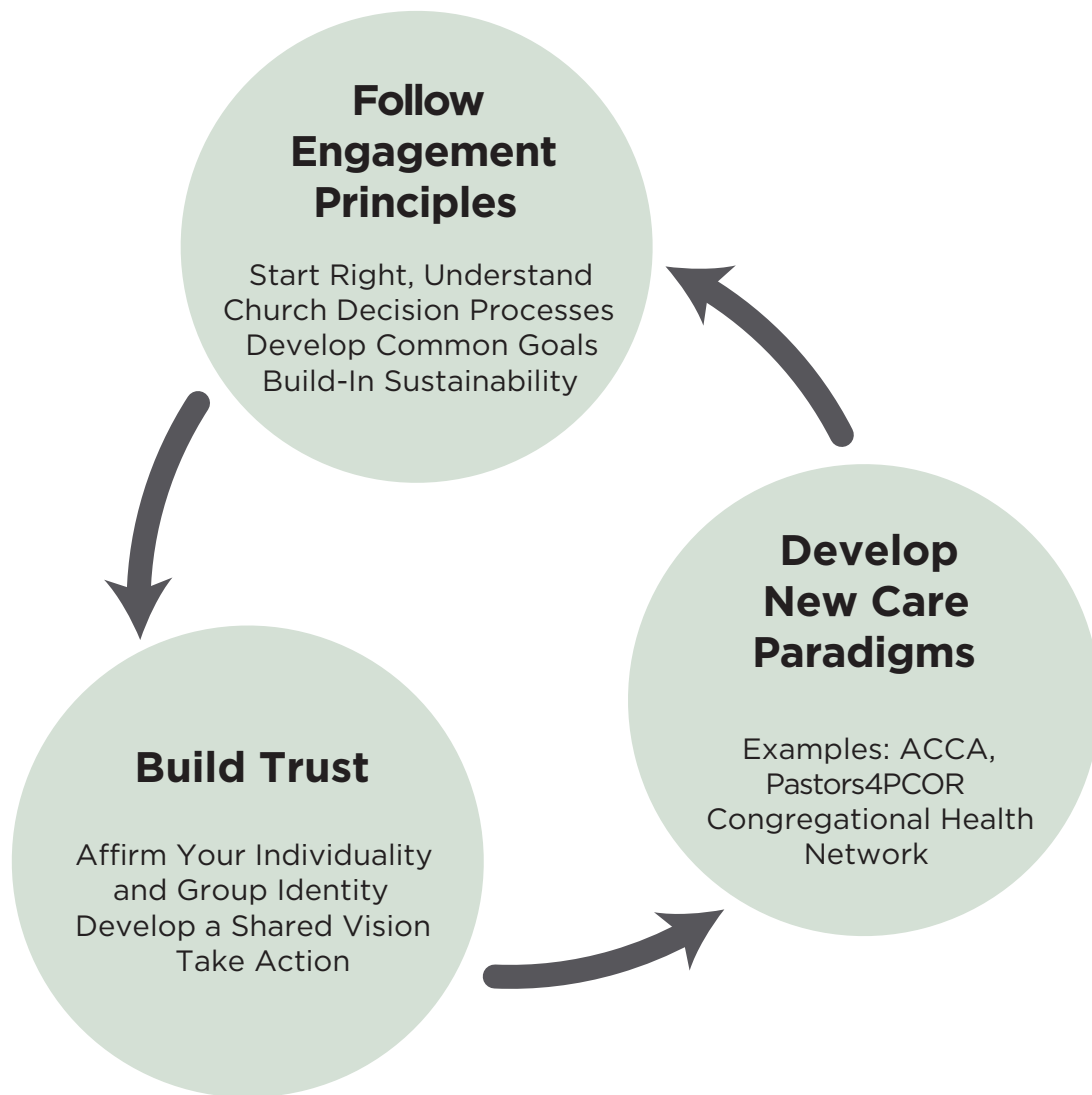 Follow
Engagement
Principles
Start Right, Understand
Church Decision Processes
Develop Common Goals
Build-In Sustainability
Develop
New Care
Paradigms
Examples: ACCA,
Pastors4PCOR
Congregational Health
Network
Build Trust
Affirm Your Individuality
and Group Identity
Develop a Shared Vision
Take Action